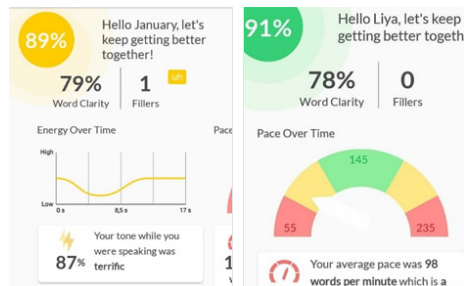 89%
Hello January, let's
keep getting better
together!
79%
Word Clarity
1
Fillers
uh
Energy Over Time
Pace
High
Low
0 s
8,5 s
17 s
87%
Your tone while you
were speaking was
terrific
1
91%
Hello Liya, let's keep
getting better togeth
78%
Word Clarity
0
Fillers
Pace Over Time
145
55
235
Your average pace was 98
words per minute which is a